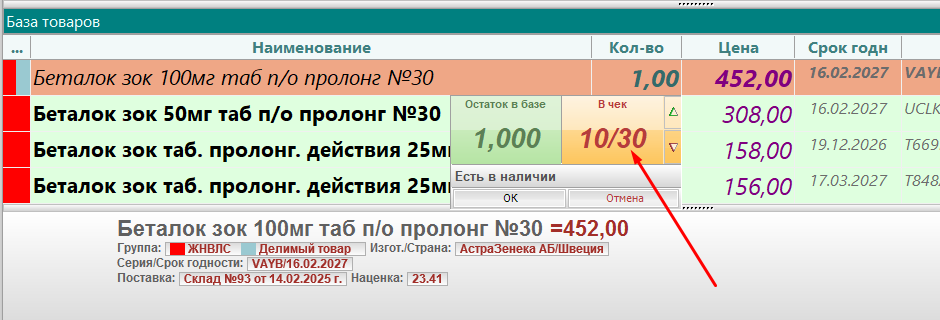 База товаров
... Наименование Кол-во Цена Срок годн
Беталок зок 100мг таб п/о пролонг №30 1,00 452,00 16.02.2027 VAYB
Беталок зок 50мг таб п/о пролонг №30 308,00 16.02.2027 UCLK
Беталок зок таб. пролонг. действия 25м 158,00 19.12.2026 T669
Беталок зок таб. пролонг. действия 25м 156,00 17.03.2027 T848
Остаток в базе В чек
1,000 10/30
Есть в наличии
ОК Отмена
Беталок зок 100мг таб п/о пролонг №30 =452,00
Группа: ЖНВЛС Делимый товар Изгот./Страна: АстраЗенека АБ/Швеция
Серия/Срок годности: VAYB/16.02.2027
Поставка: Склад №93 от 14.02.2025 г. Наценка: 23.41